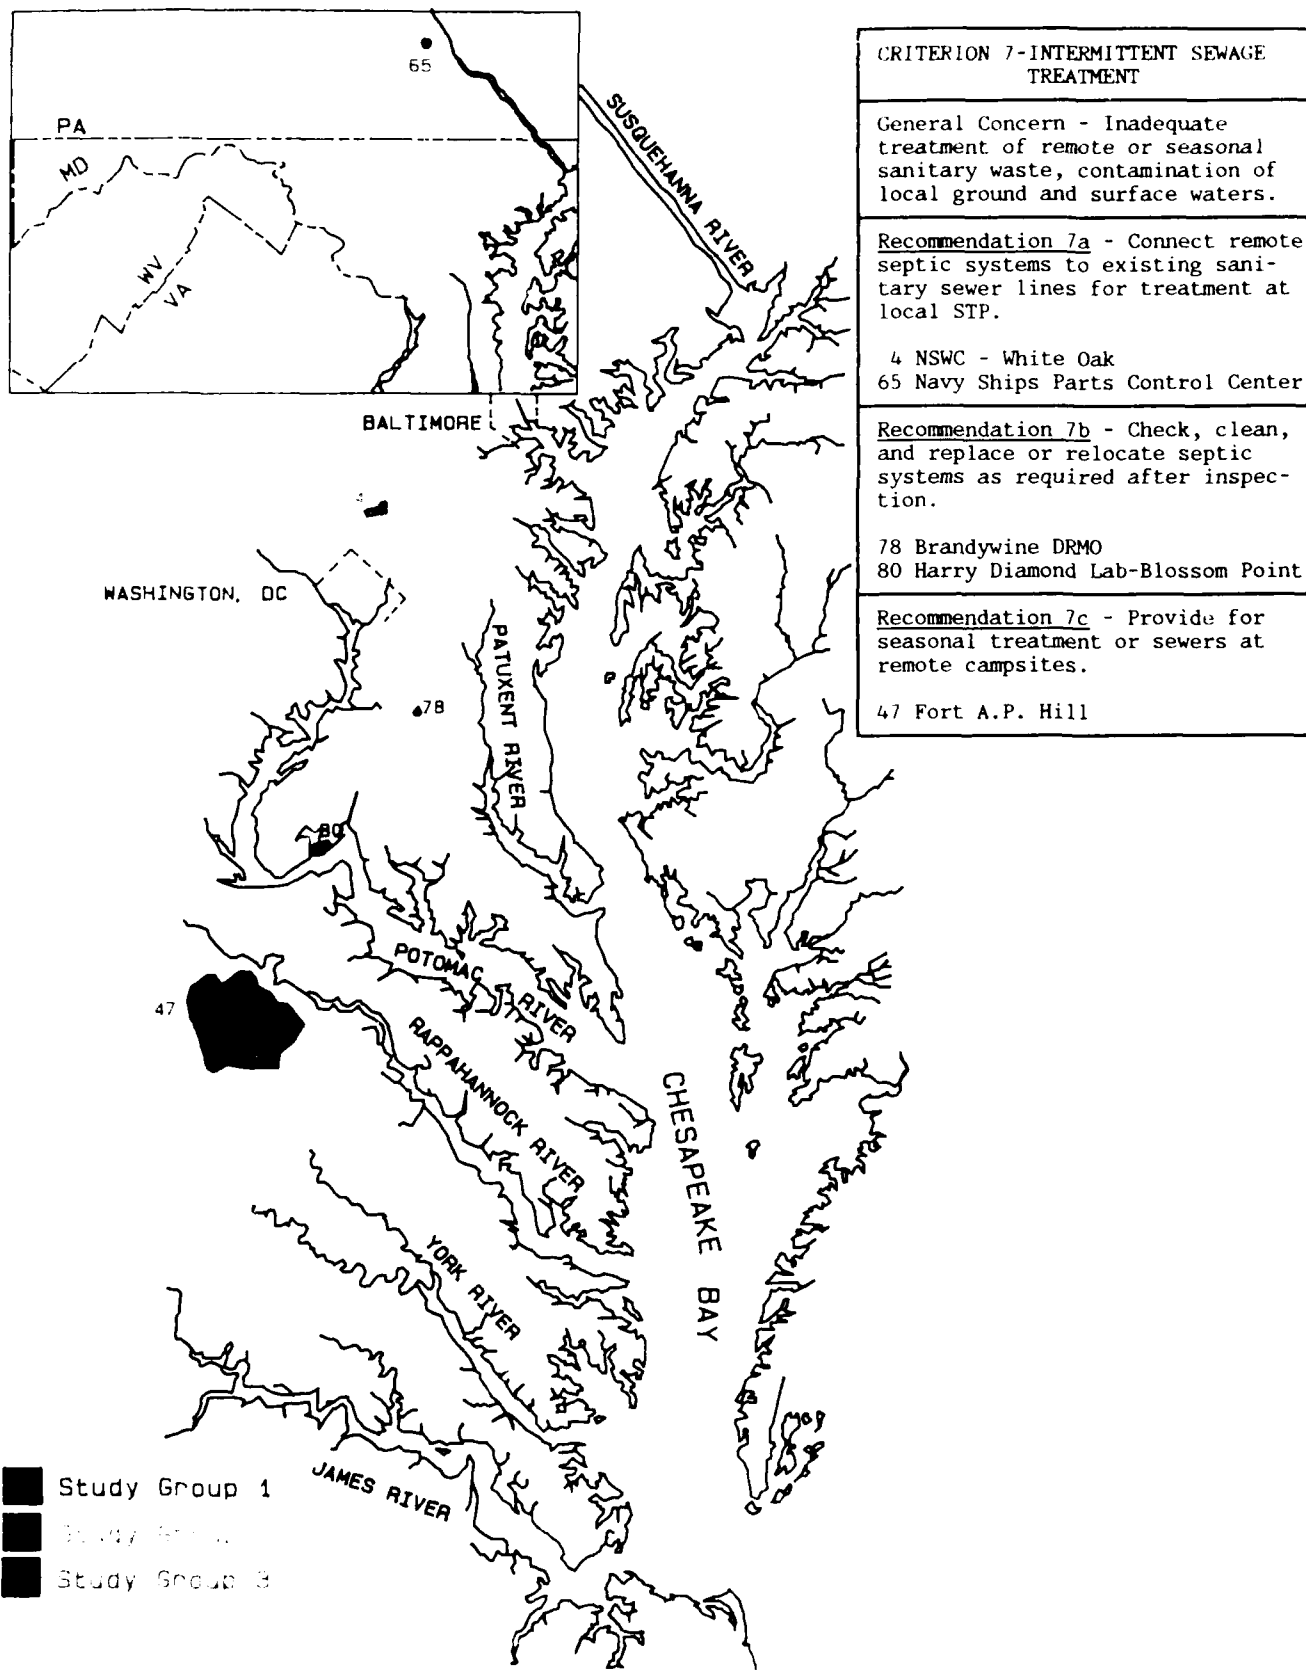 65
PA
MD
WV
VA
SUSQUEHANNA RIVER
BALTIMORE
4
WASHINGTON, DC
PATUXENT RIVER
78
80
POTOMAC RIVER
47
RAPPAHANNOCK RIVER
CHESAPEAKE BAY
YORK RIVER
JAMES RIVER
Study Group 1
Study
Study Group 3
CRITERION 7-INTERMITTENT SEWAGE
TREATMENT
General Concern - Inadequate
treatment of remote or seasonal
sanitary waste, contamination of
local ground and surface waters.
Recommendation 7a - Connect remote
septic systems to existing sani-
tary sewer lines for treatment at
local STP.
4 NSWC - White Oak
65 Navy Ships Parts Control Center
Recommendation 7b - Check, clean,
and replace or relocate septic
systems as required after inspec-
tion.
78 Brandywine DRMO
80 Harry Diamond Lab-Blossom Point
Recommendation 7c - Provide for
seasonal treatment or sewers at
remote campsites.
47 Fort A.P. Hill